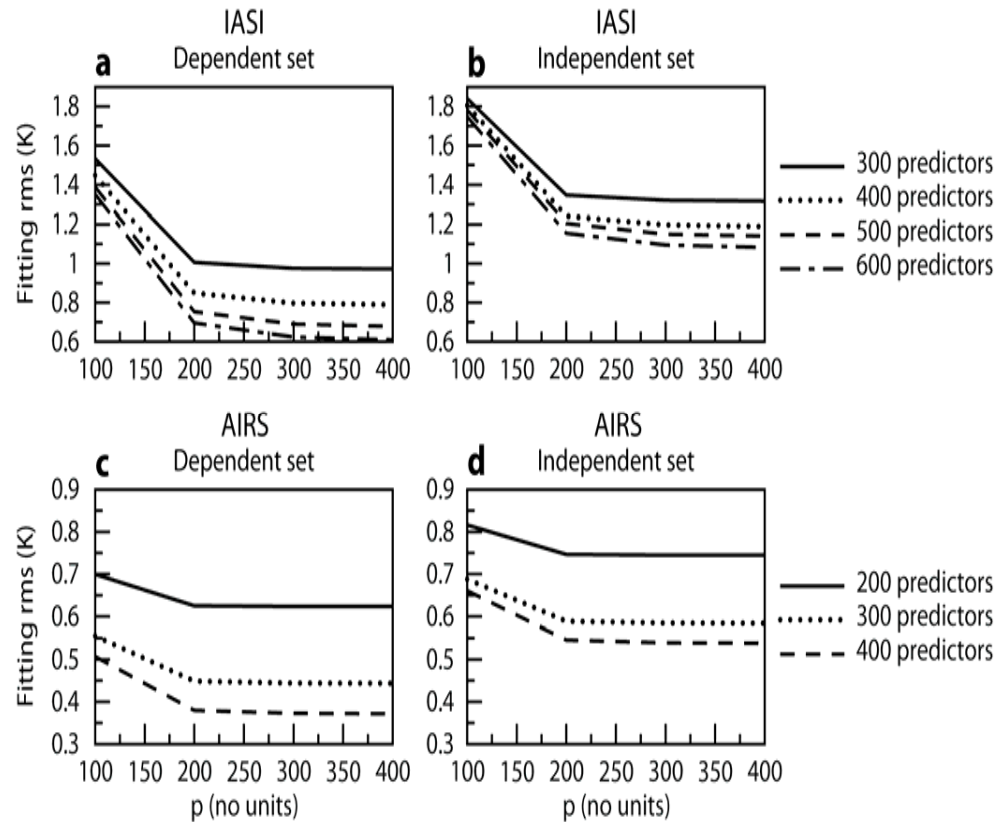 IASI
Dependent set
a
Fitting rms (K)
1.8
1.6
1.4
1.2
1
0.8
0.6
100 150 200 250 300 350 400
IASI
Independent set
b
1.8
1.6
1.4
1.2
1
0.8
0.6
100 150 200 250 300 350 400
300 predictors
400 predictors
500 predictors
600 predictors
AIRS
Dependent set
c
Fitting rms (K)
0.9
0.8
0.7
0.6
0.5
0.4
0.3
100 150 200 250 300 350 400
p (no units)
AIRS
Independent set
d
0.9
0.8
0.7
0.6
0.5
0.4
0.3
100 150 200 250 300 350 400
p (no units)
200 predictors
300 predictors
400 predictors